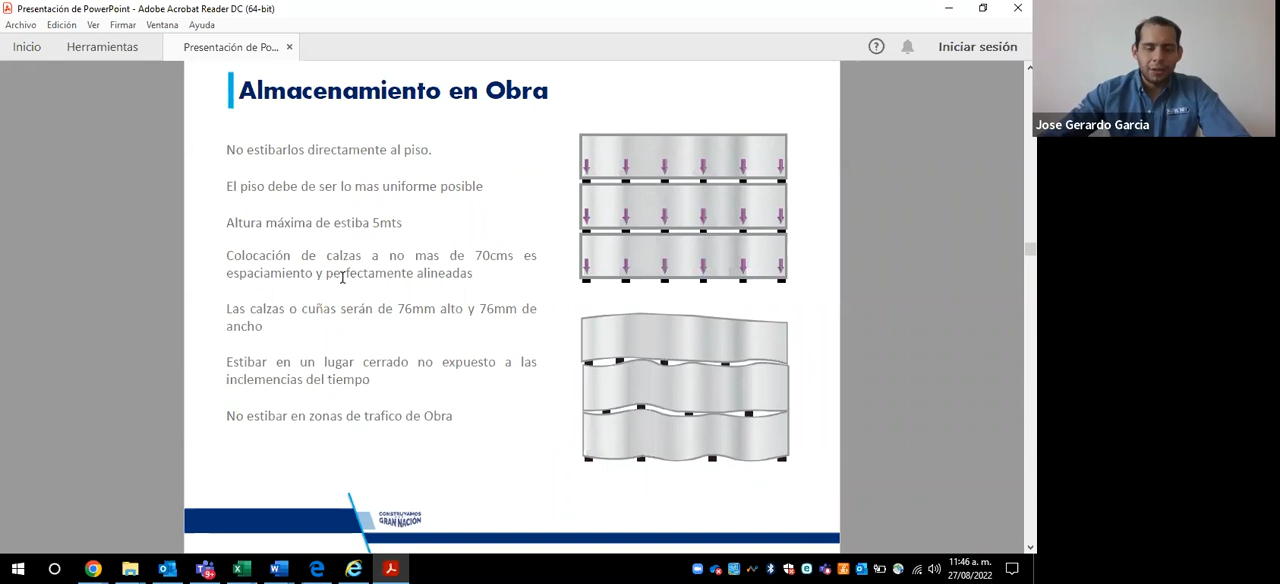 Presentación de PowerPoint - Adobe Acrobat Reader DC (64-bit)
Archivo Edición Ver Firmar Ventana Ayuda
Inicio Herramientas Presentación de Po... × Iniciar sesión
Almacenamiento en Obra
No estibarlos directamente al piso.
El piso debe de ser lo mas uniforme posible
Altura máxima de estiba 5mts
Colocación de calzas a no mas de 70cms es
espaciamiento y perfectamente alineadas
Las calzas o cuñas serán de 76mm alto y 76mm de
ancho
Estibar en un lugar cerrado no expuesto a las
inclemencias del tiempo
No estibar en zonas de trafico de Obra
CONSTRUYAMOS
GRAN NACIÓN
Jose Gerardo Garcia
11:46 a. m.
27/08/2022